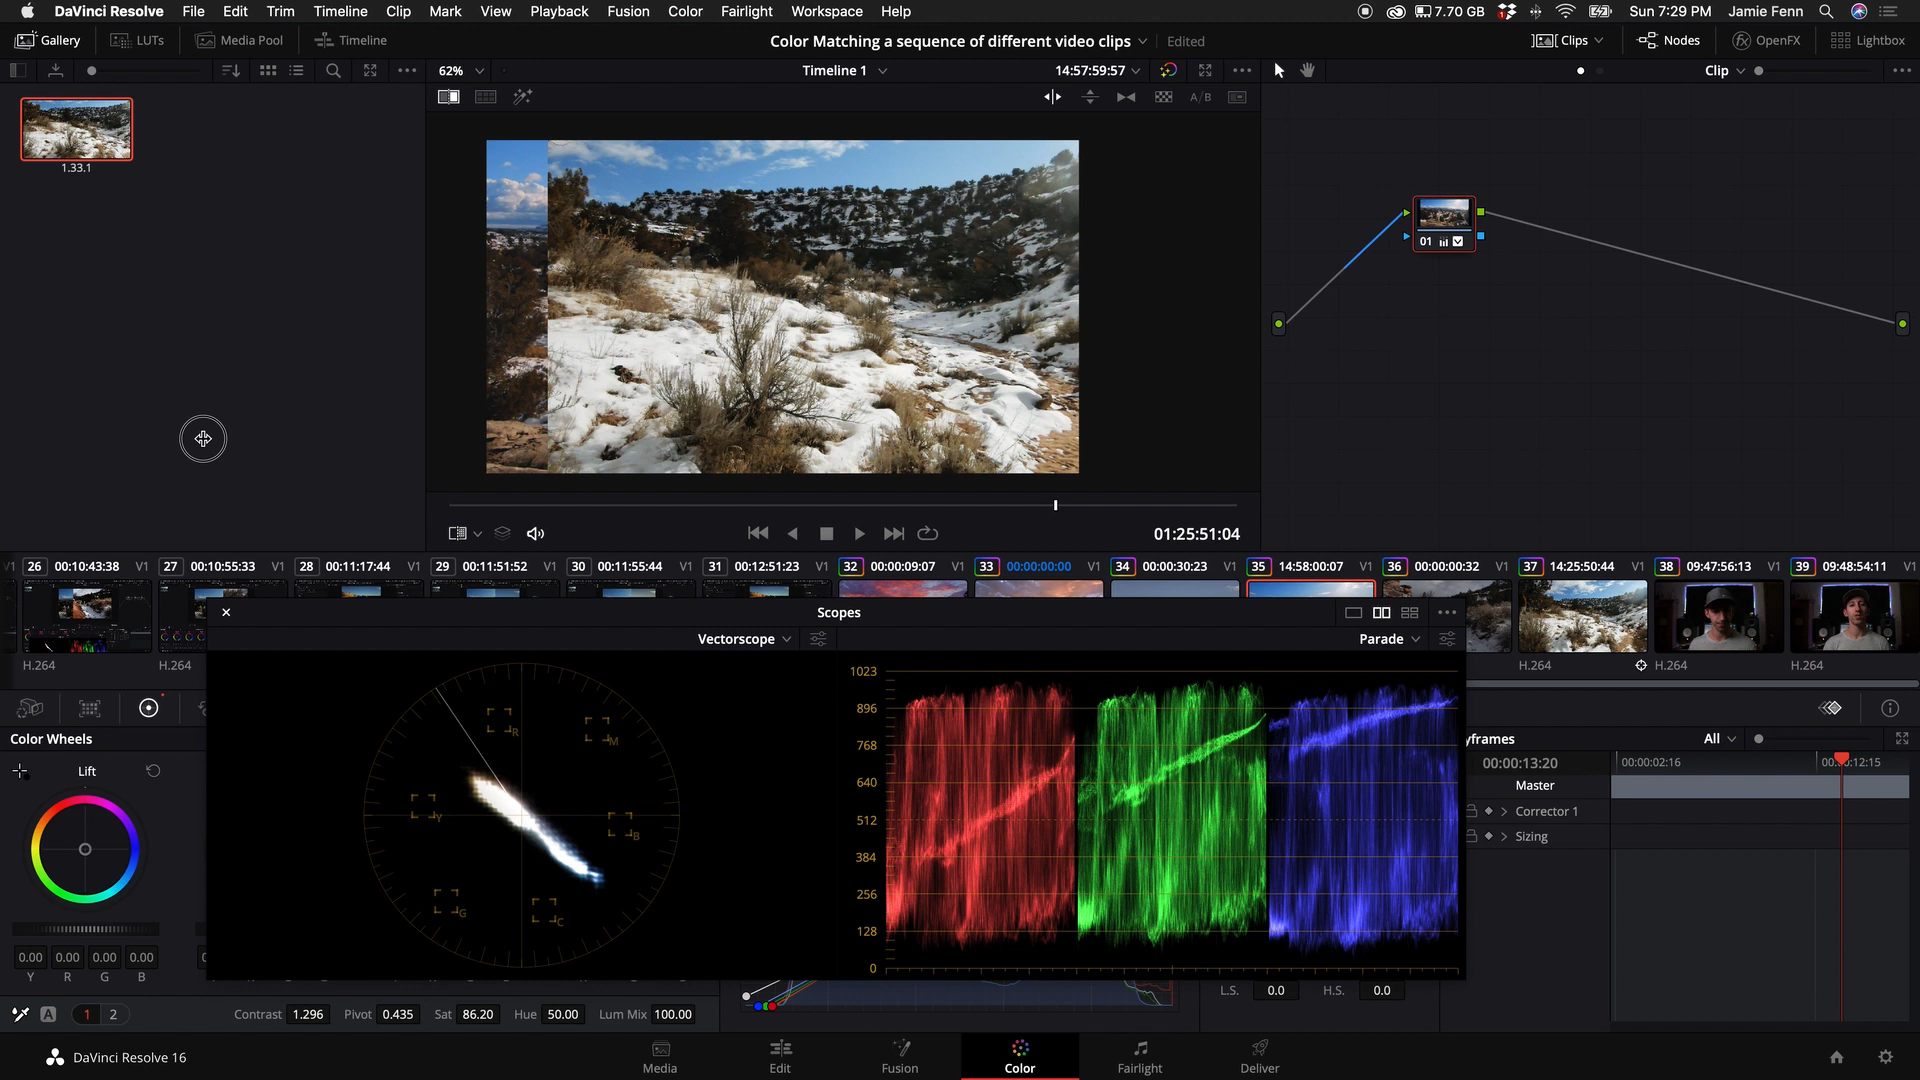 DaVinci Resolve File Edit Trim Timeline Clip Mark View Playback Fusion Color Fairlight Workspace Help 7.70 GB 1 Sun 7:29 PM Jamie Fenn
Gallery LUTs Media Pool Timeline Color Matching a sequence of different video clips Edited Clips Nodes OpenFX Lightbox
62% Timeline 1 14:57:59:57 Clip
A/B
1.33.1
01
01:25:51:04
V1 26 00:10:43:38 V1 27 00:10:55:33 V1 28 00:11:17:44 V1 29 00:11:51:52 V1 30 00:11:55:44 V1 31 00:12:51:23 V1 32 00:00:09:07 V1 33 00:00:00:00 V1 34 00:00:30:23 V1 35 14:58:00:07 V1 36 00:00:00:32 V1 37 14:25:50:44 V1 38 09:47:56:13 V1 39 09:48:54:11 V1
Scopes
Vectorscope Parade
H.264 H.264 H.264 H.264 H.264
1023
896
768
640
512
384
256
128
0
R
M
Y
B
G
C
Color Wheels
Lift
0.00 0.00 0.00 0.00
Y R G B
yframes All
00:00:13:20 00:00:02:16 00:00:12:15
Master
Corrector 1
Sizing
L.S. 0.0 H.S. 0.0
A 1 2 Contrast 1.296 Pivot 0.435 Sat 86.20 Hue 50.00 Lum Mix 100.00
DaVinci Resolve 16
Media Edit Fusion Color Fairlight Deliver